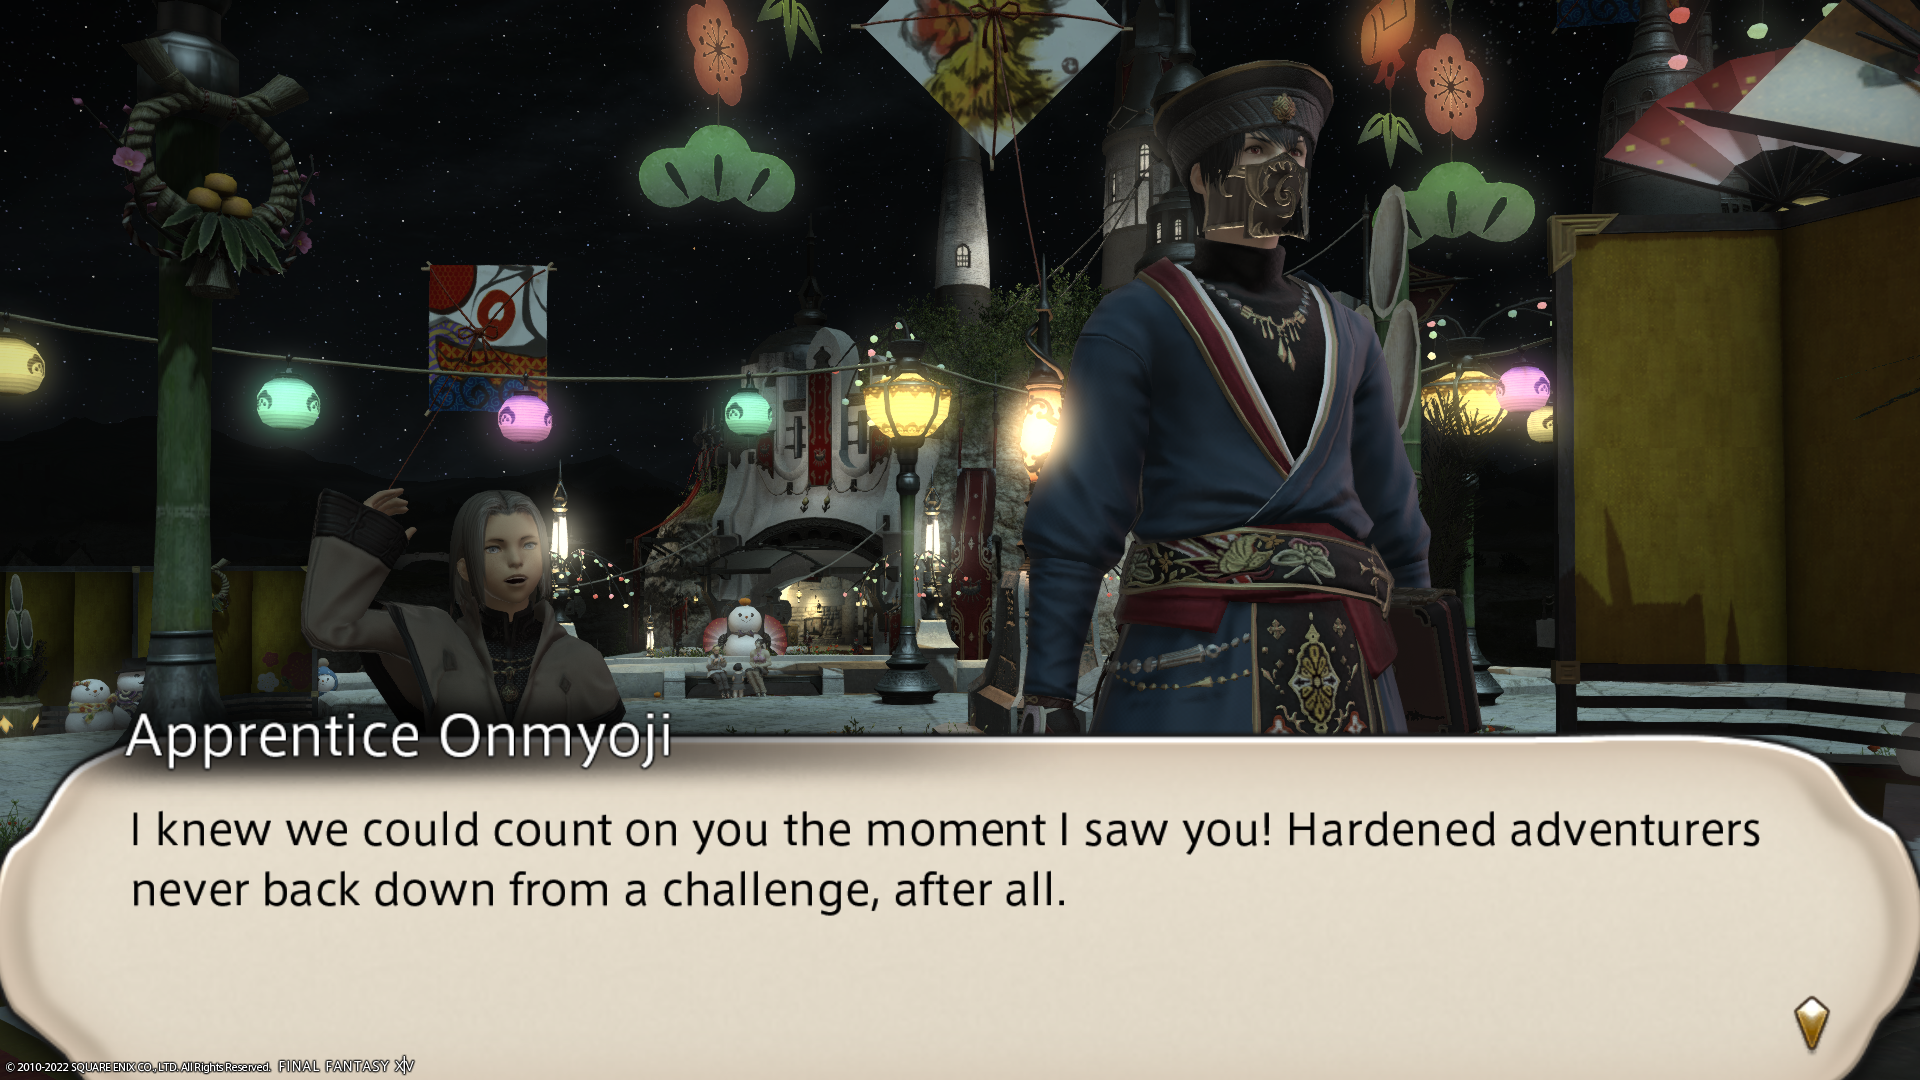 Apprentice Onmyoji
I knew we could count on you the moment I saw you! Hardened adventurers
never back down from a challenge, after all.
© 2010-2022 SQUARE ENIX CO., LTD. All Rights Reserved. FINAL FANTASY XIV